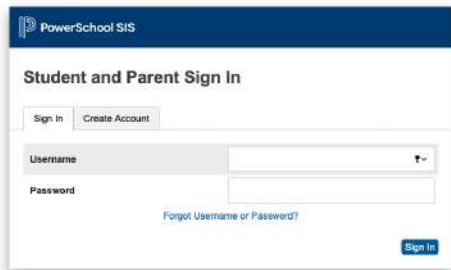 PowerSchool SIS
Student and Parent Sign In
Sign In Create Account
Username
Password
Forgot Username or Password?
Sign In